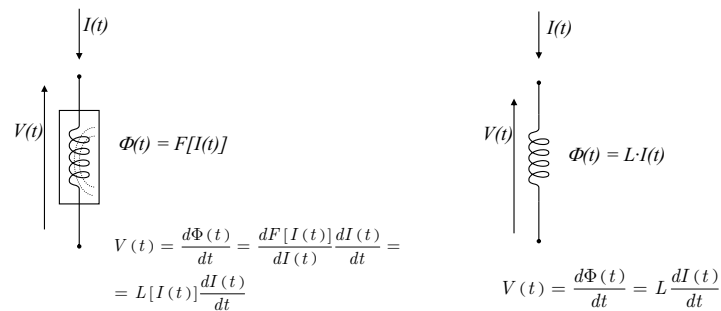 I(t)
V(t)
Φ(t) = F[I(t)]
V(t) = dΦ(t)/dt = dF[I(t)]/dI(t) dI(t)/dt =
= L[I(t)] dI(t)/dt
I(t)
V(t)
Φ(t) = L·I(t)
V(t) = dΦ(t)/dt = L dI(t)/dt